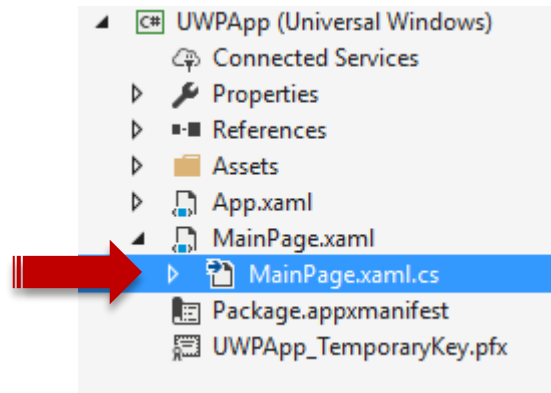 C# UWPApp (Universal Windows)
Connected Services
Properties
References
Assets
App.xaml
MainPage.xaml
MainPage.xaml.cs
Package.appxmanifest
UWPApp_TemporaryKey.pfx